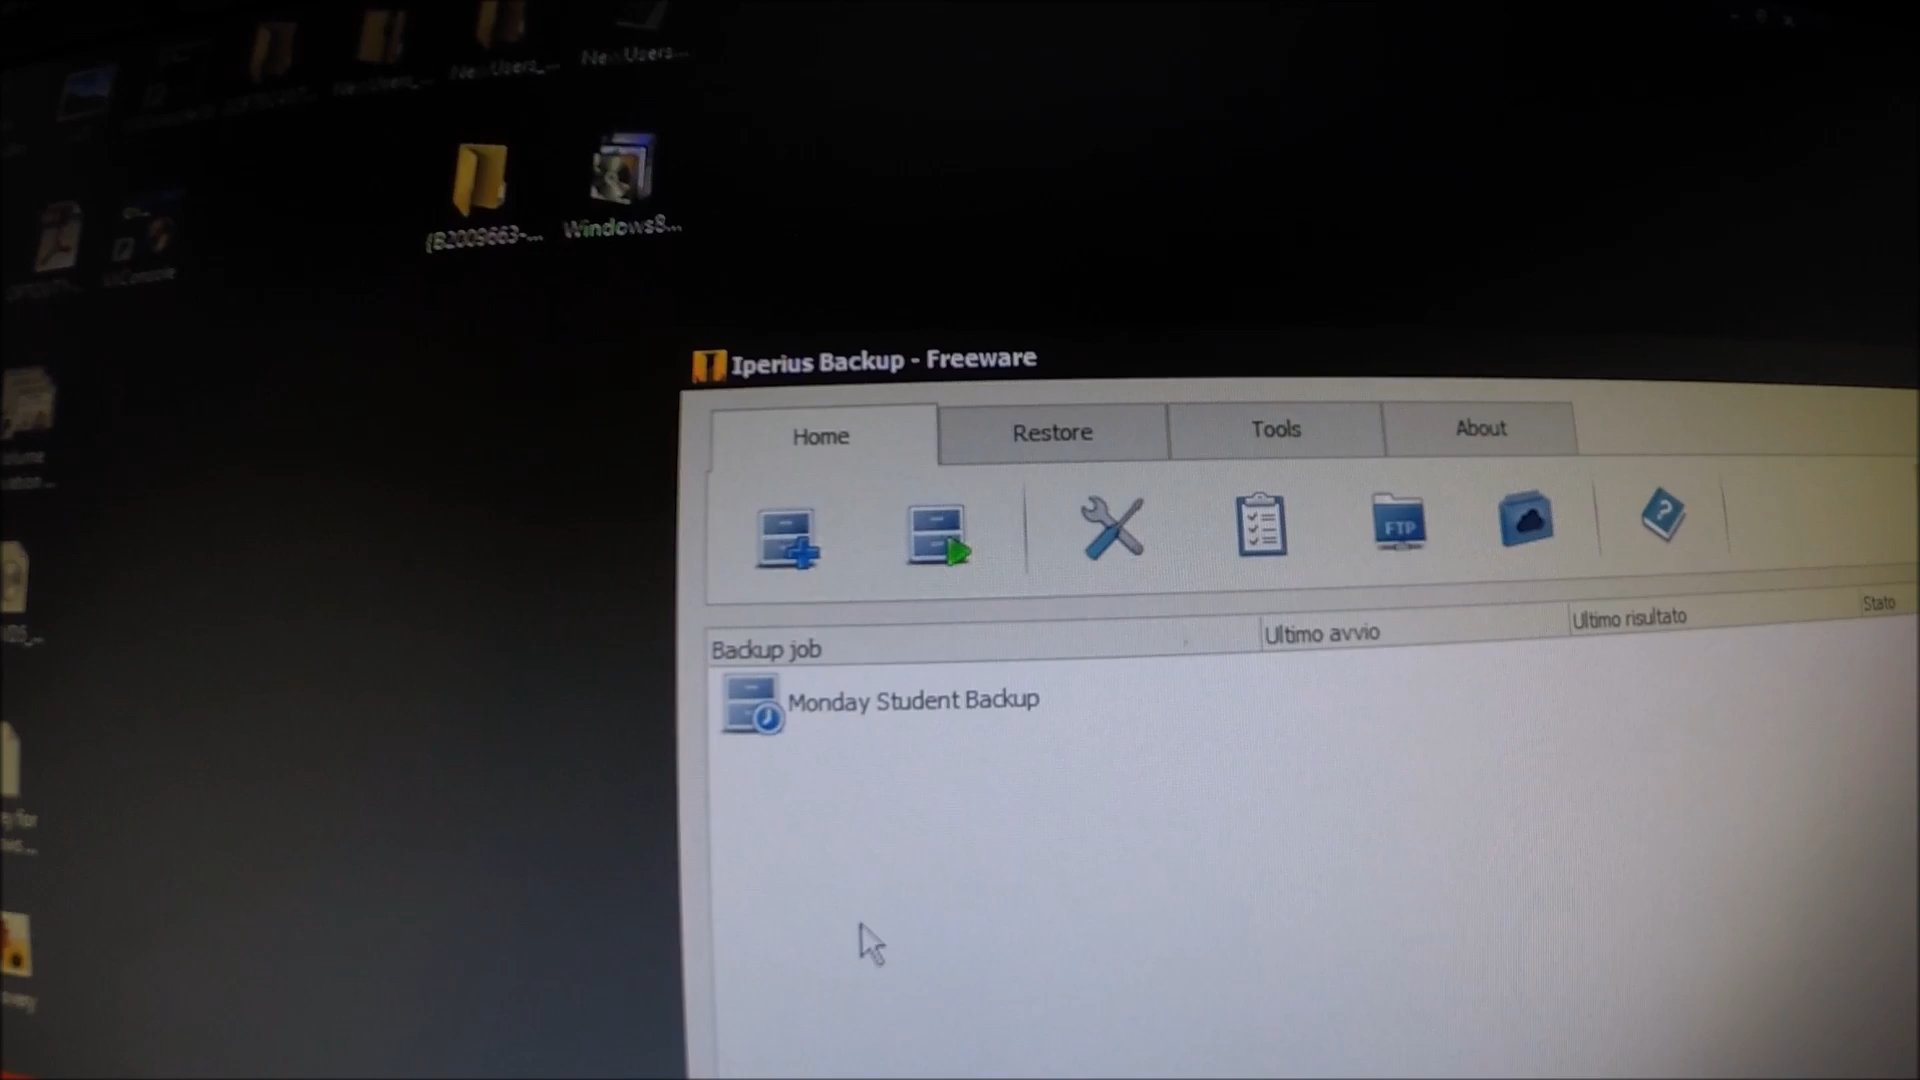 {B2009663-...
Windows8...
Iperius Backup - Freeware
Home
Restore
Tools
About
FTP
Backup job
Ultimo avvio
Ultimo risultato
Stato
Monday Student Backup